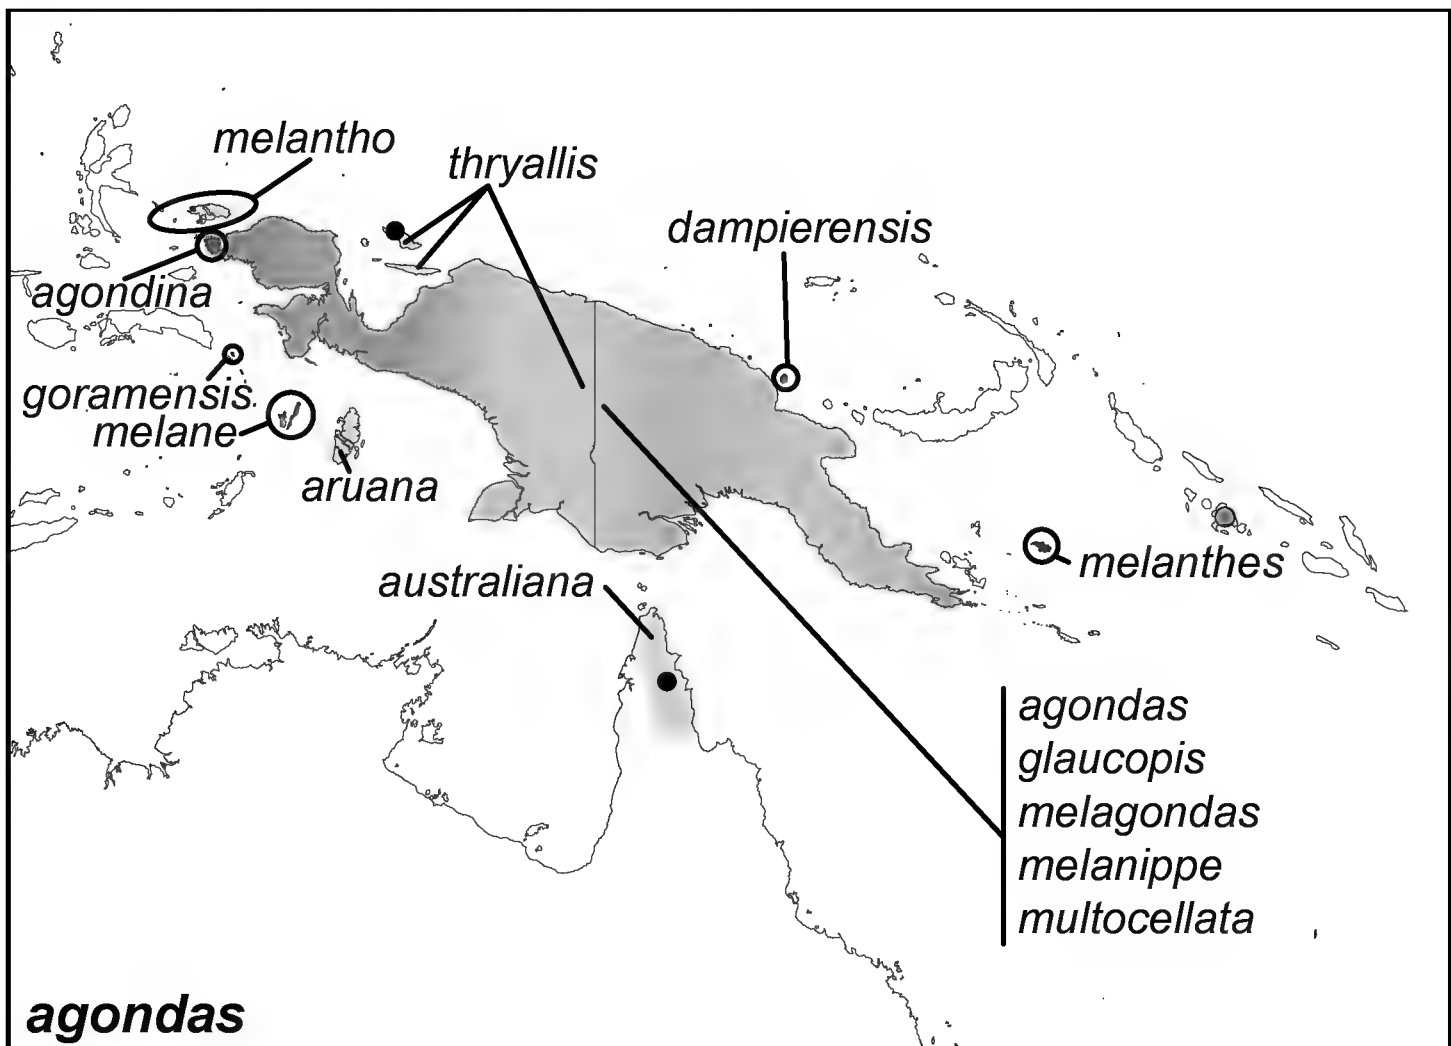 melantho
thryallis
dampierensis
agondina
goramensis
melane
aruana
australiana
melanthes
agondas
glaucopis
melagondas
melanippe
multocellata
agondas